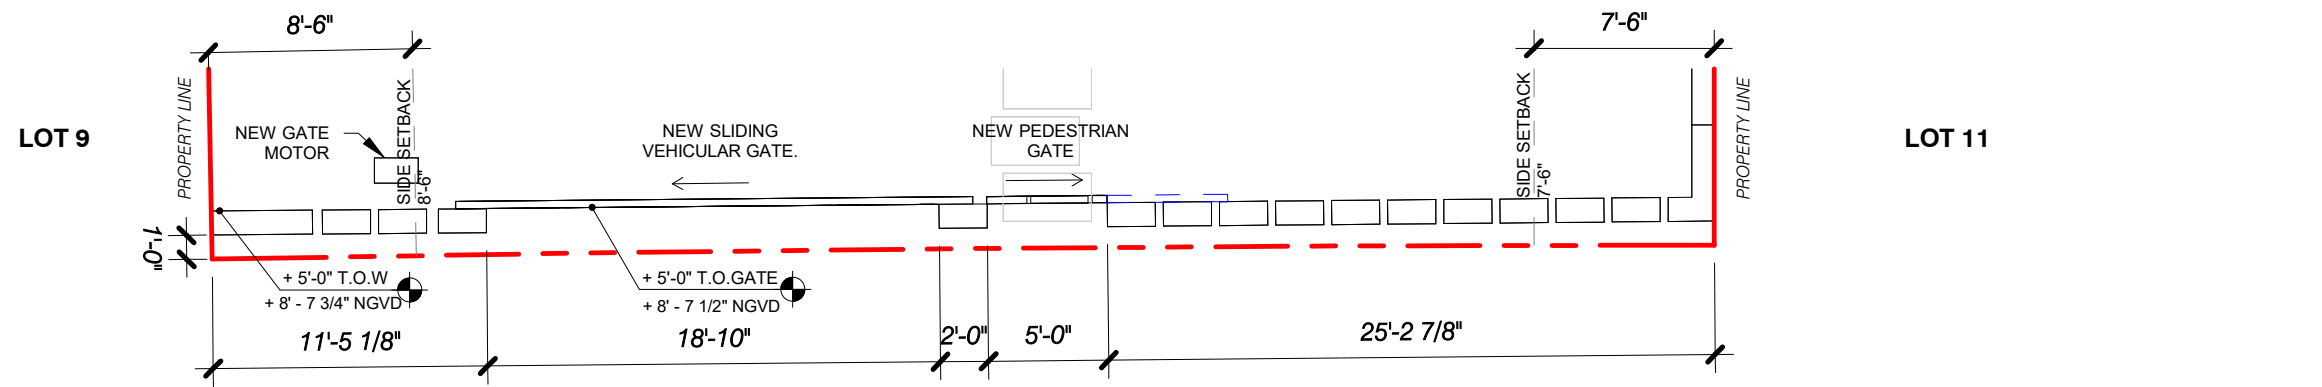 8'-6"
7'-6"
LOT 9
PROPERTY LINE
NEW GATE
MOTOR
SIDE SETBACK
8'-6"
NEW SLIDING
VEHICULAR GATE.
NEW PEDESTRIAN
GATE
SIDE SETBACK
7'-6"
PROPERTY LINE
LOT 11
1'-0"
+ 5'-0" T.O.W
+ 8' - 7 3/4" NGVD
+ 5'-0" T.O.GATE
+ 8' - 7 1/2" NGVD
11'-5 1/8"
18'-10"
2'-0"
5'-0"
25'-2 7/8"